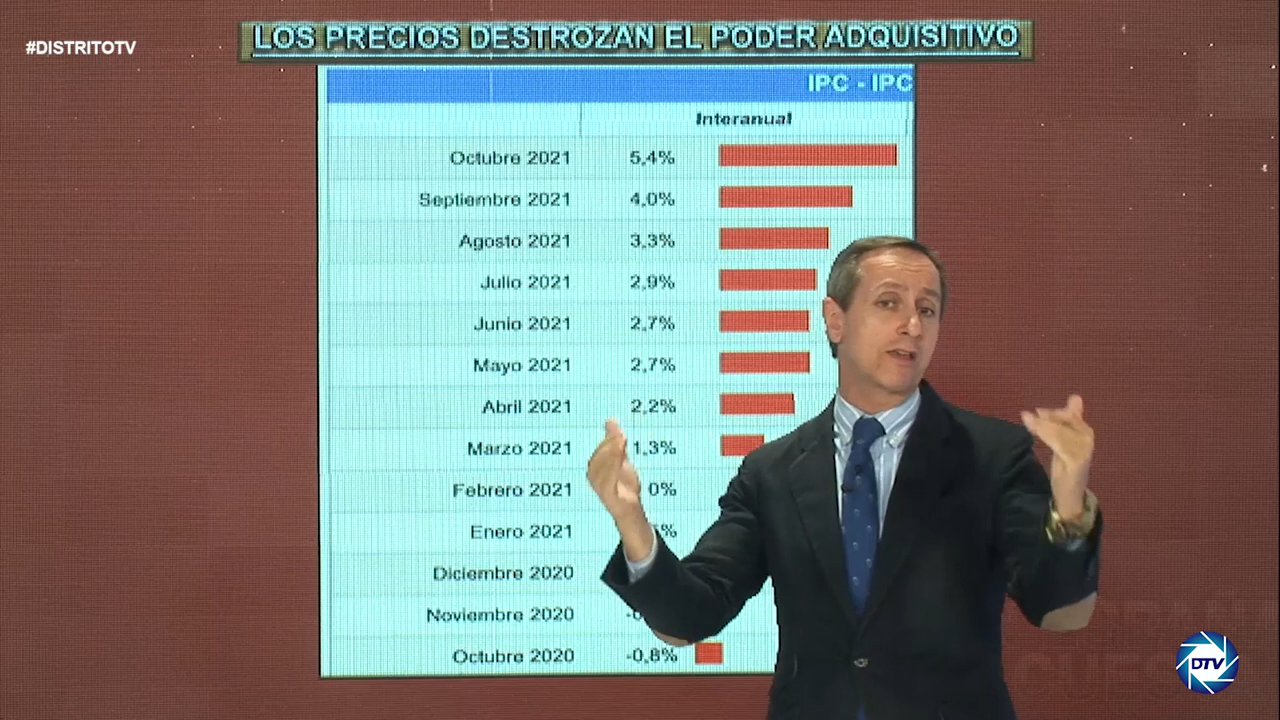 #DISTRITOTV
LOS PRECIOS DESTROZAN EL PODER ADQUISITIVO
IPC - IPC
Interanual
Octubre 2021 5,4%
Septiembre 2021 4,0%
Agosto 2021 3,3%
Julio 2021 2,9%
Junio 2021 2,7%
Mayo 2021 2,7%
Abril 2021 2,2%
Marzo 2021 1,3%
Febrero 2021 0%
Enero 2021
Diciembre 2020
Noviembre 2020
Octubre 2020 -0,8%
DTV